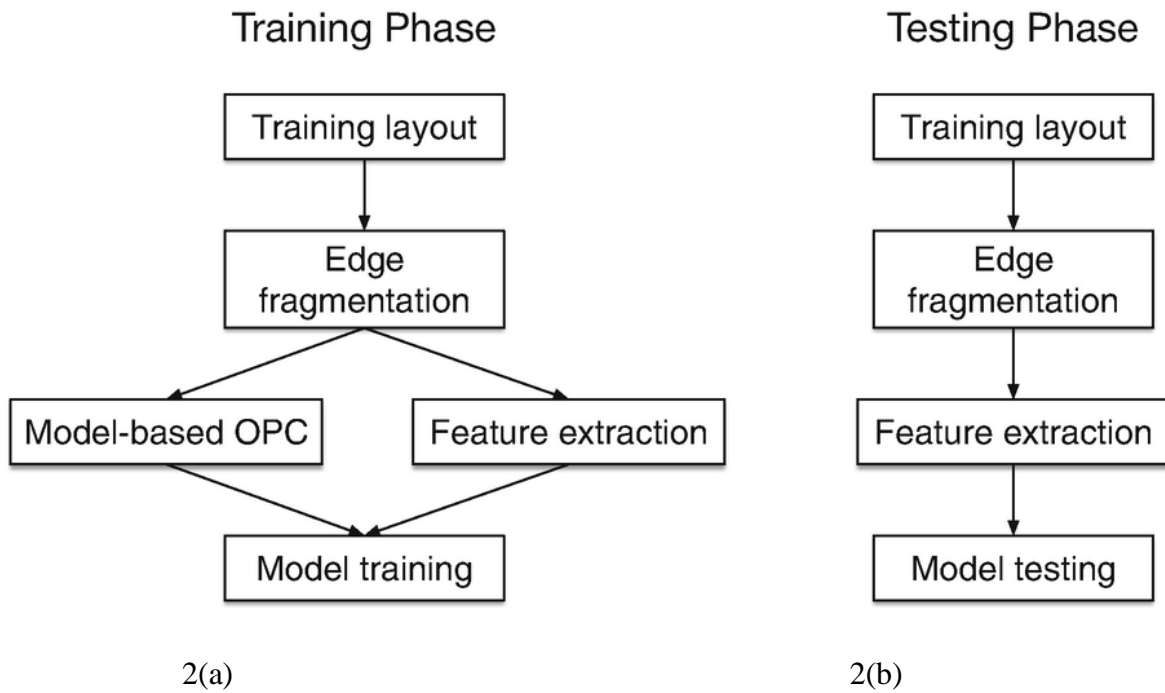 Training Phase
Training layout
Edge
fragmentation
Model-based OPC
Feature extraction
Model training
2(a)
Testing Phase
Training layout
Edge
fragmentation
Feature extraction
Model testing
2(b)